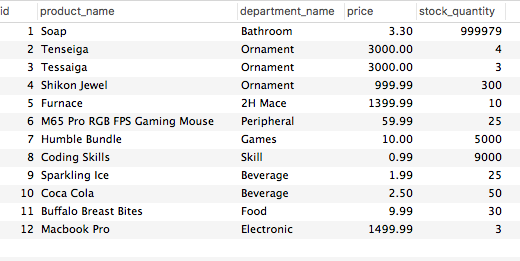 id product_name department_name price stock_quantity
1 Soap Bathroom 3.30 999979
2 Tenseiga Ornament 3000.00 4
3 Tessaiga Ornament 3000.00 3
4 Shikon Jewel Ornament 999.99 300
5 Furnace 2H Mace 1399.99 10
6 M65 Pro RGB FPS Gaming Mouse Peripheral 59.99 25
7 Humble Bundle Games 10.00 5000
8 Coding Skills Skill 0.99 9000
9 Sparkling Ice Beverage 1.99 25
10 Coca Cola Beverage 2.50 50
11 Buffalo Breast Bites Food 9.99 30
12 Macbook Pro Electronic 1499.99 3